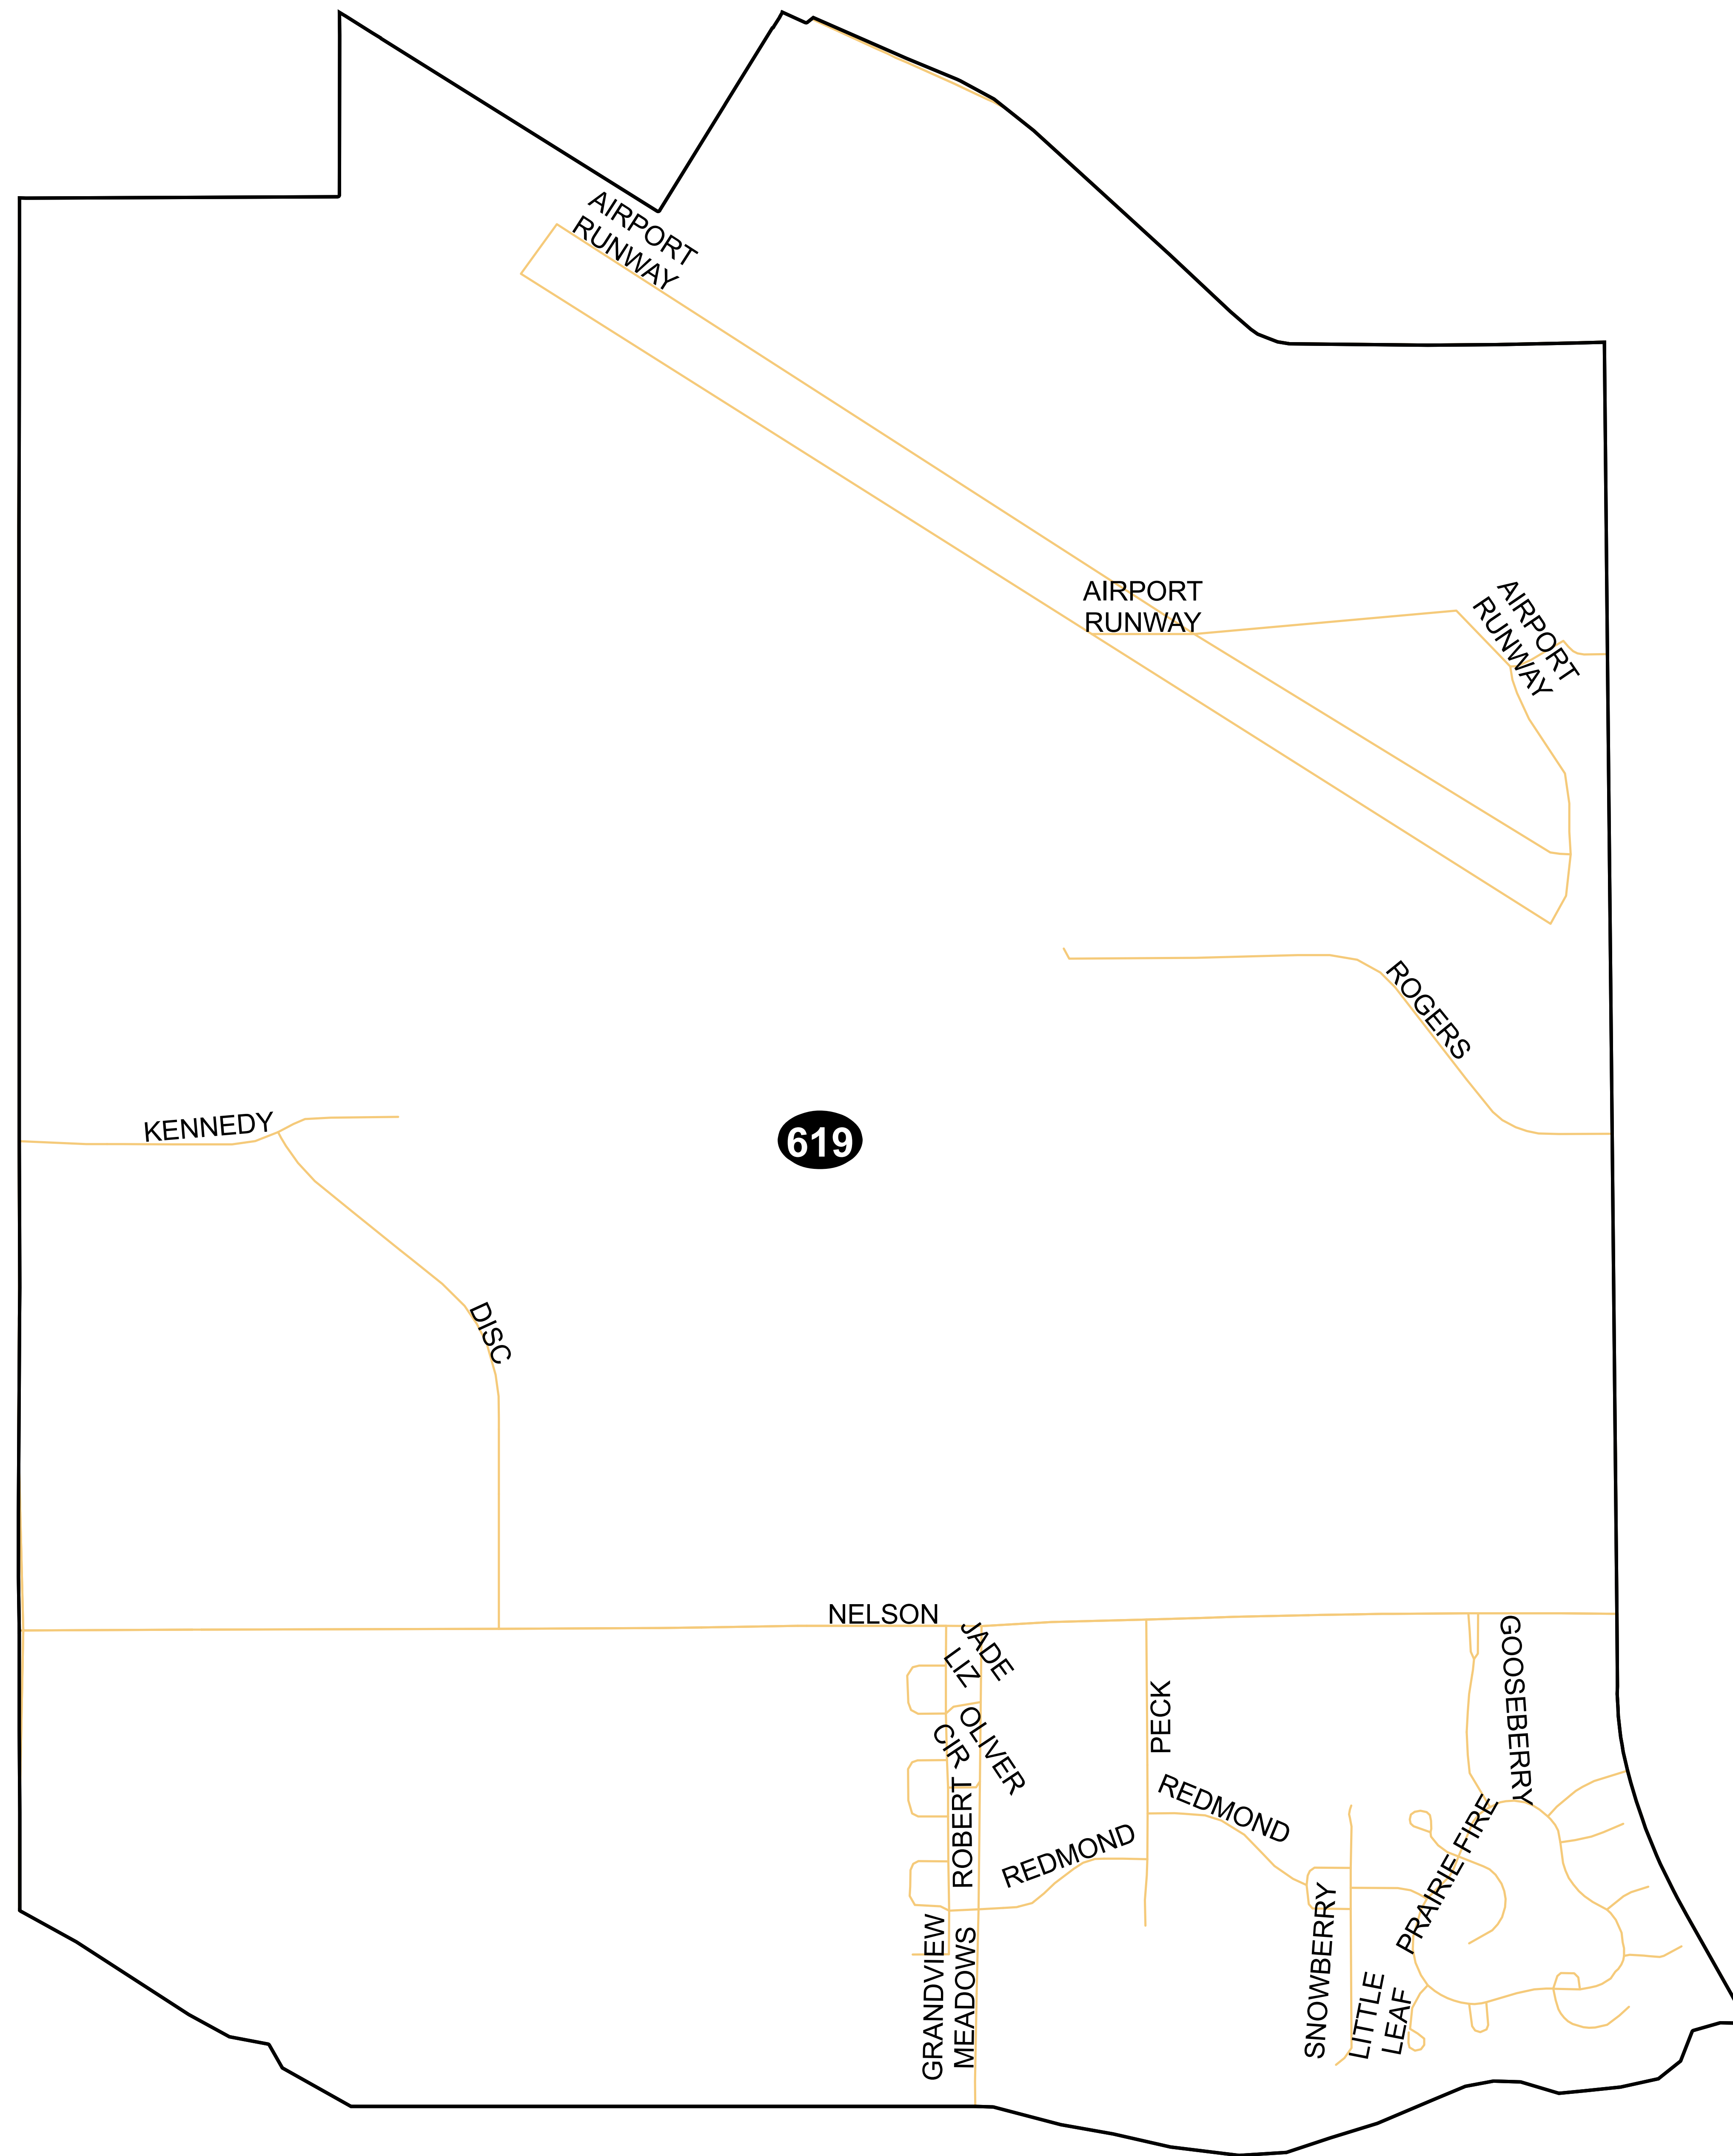 AIRPORT
RUNWAY
AIRPORT
RUNWAY
AIRPORT
RUNWAY
ROGERS
KENNEDY
619
DISC
NELSON
JADE
LIZ
GOOSEBERRY
PECK
OLIVER
CIR
ROBERT
REDMOND
REDMOND
PRAIRIE FIRE
SNOWBERRY
GRANDVIEW
MEADOWS
LITTLE
LEAF